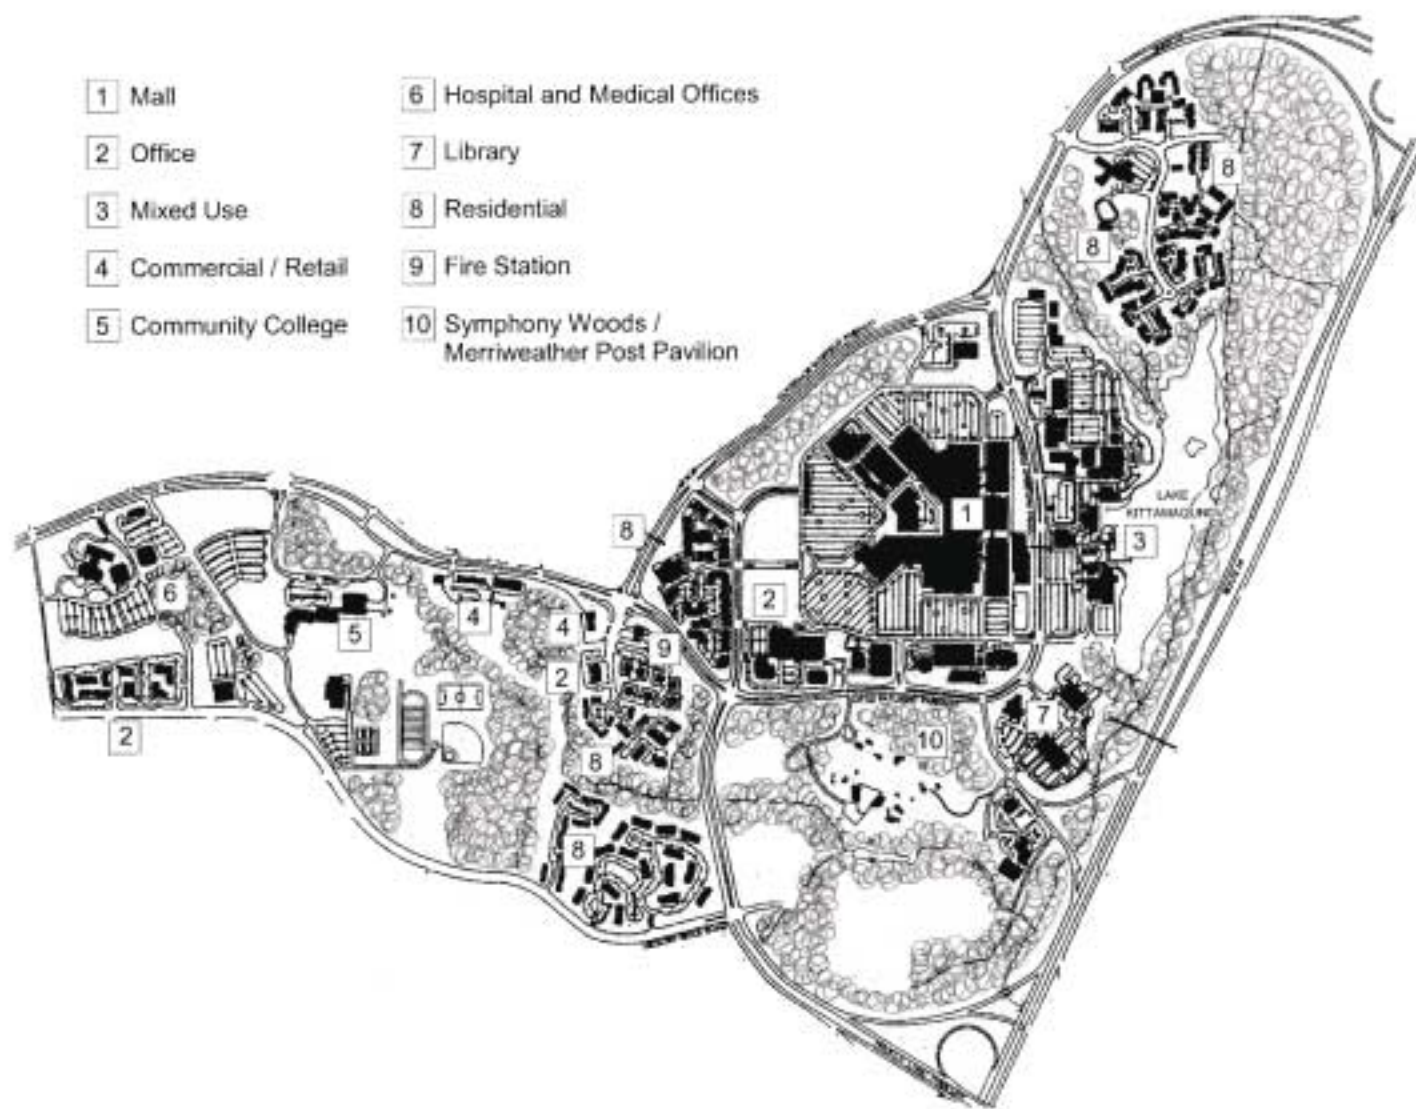 1 Mall
2 Office
3 Mixed Use
4 Commercial / Retail
5 Community College
6 Hospital and Medical Offices
7 Library
8 Residential
9 Fire Station
10 Symphony Woods /
Merriweather Post Pavilion
8
8
1
LAKE
3
8
2
6
5
4
4
9
2
2
7
10
8
8